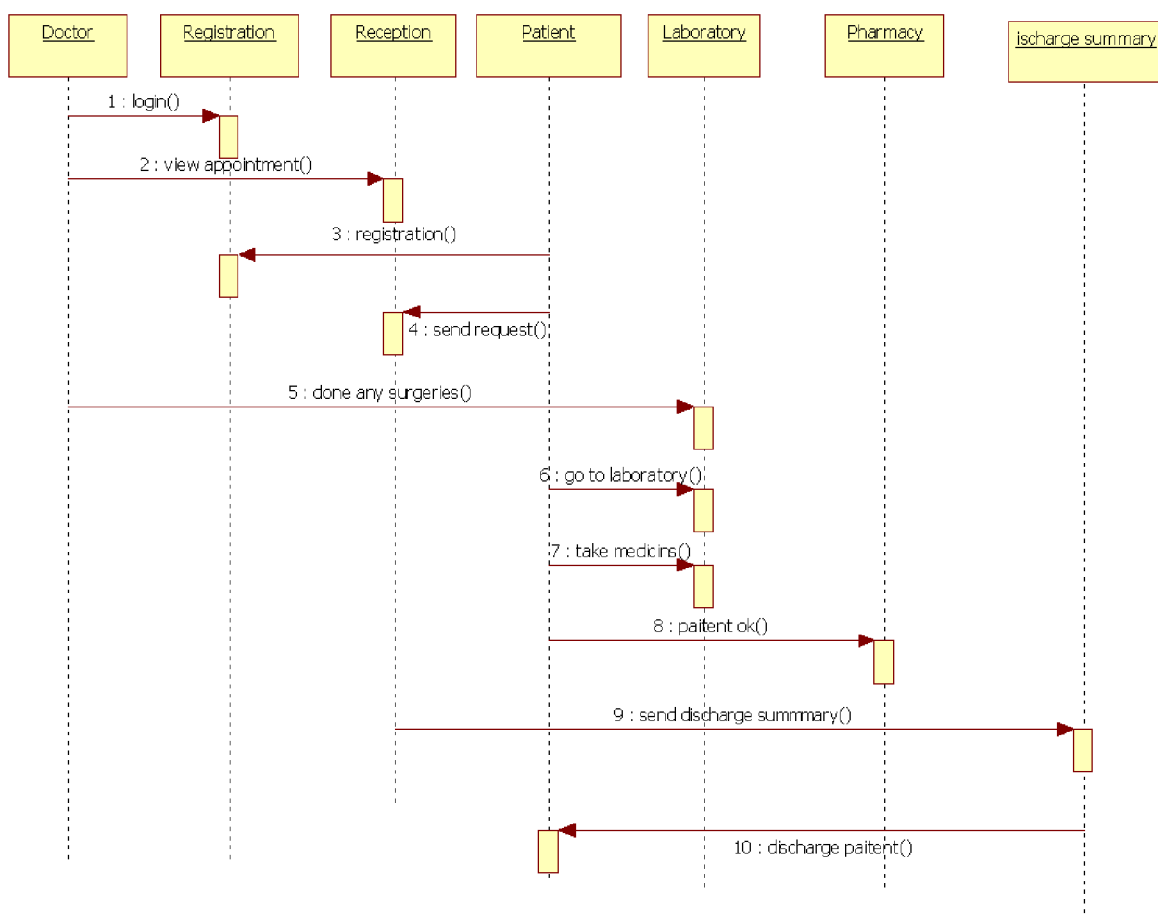 Doctor
Registration
Reception
Patient
Laboratory
Pharmacy
ischarge summary
1 : login()
2 : view appointment()
3 : registration()
4 : send request()
5 : done any surgeries()
6 : go to laboratory()
7 : take medicins()
8 : paitent ok()
9 : send discharge summmary()
10 : discharge paitent()